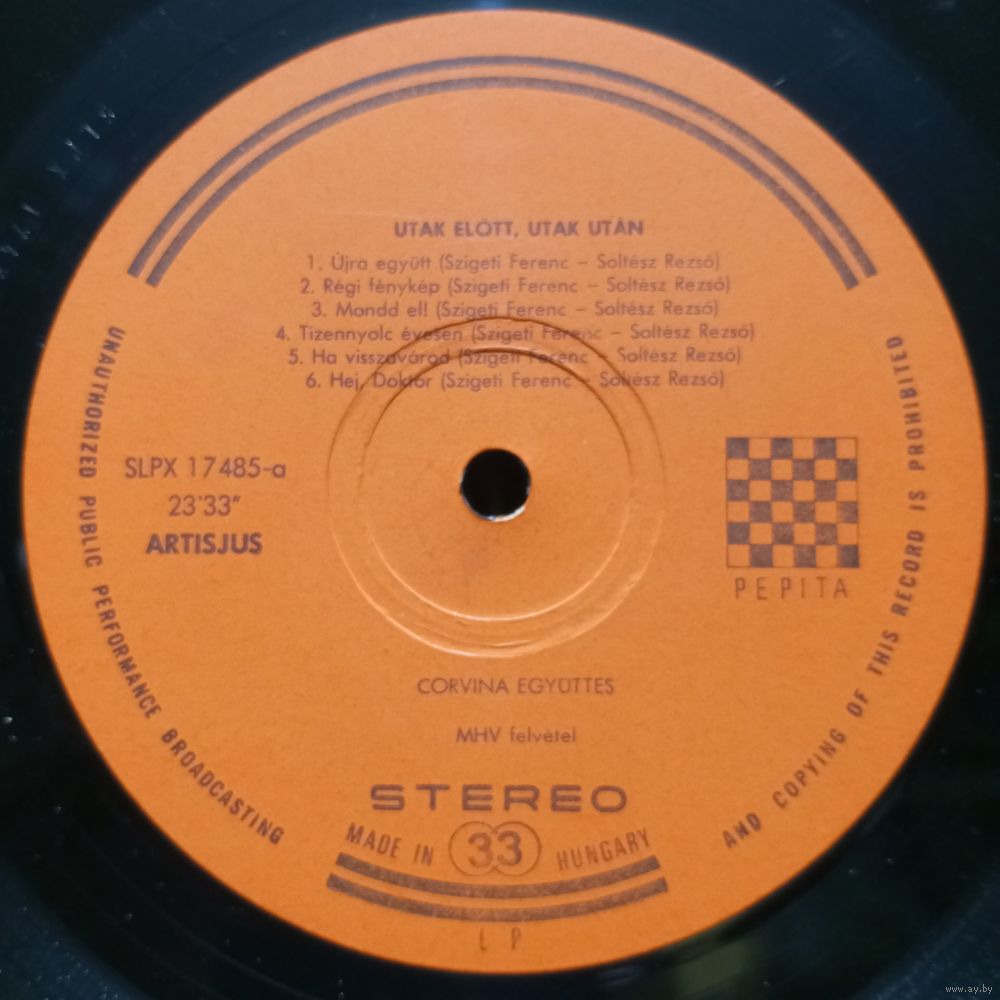 UTAK ELŐTT, UTAK UTÁN
1. Újra együtt (Szigeti Ferenc – Soltész Rezső)
2. Régi fénykép (Szigeti Ferenc – Soltész Rezső)
3. Mondd el! (Szigeti Ferenc – Soltész Rezső)
4. Tizennyolc évesen (Szigeti Ferenc – Soltész Rezső)
5. Ha visszavárod (Szigeti Ferenc – Soltész Rezső)
6. Hej, Doktor (Szigeti Ferenc – Soltész Rezső)
SLPX 17485-a
23'33"
ARTISJUS
PEPITA
CORVINA EGYÜTTES
MHV felvétel
STEREO
MADE IN 33 HUNGARY
LP
UNAUTHORIZED PUBLIC PERFORMANCE BROADCASTING
AND COPYING OF THIS RECORD IS PROHIBITED
www.ay.by